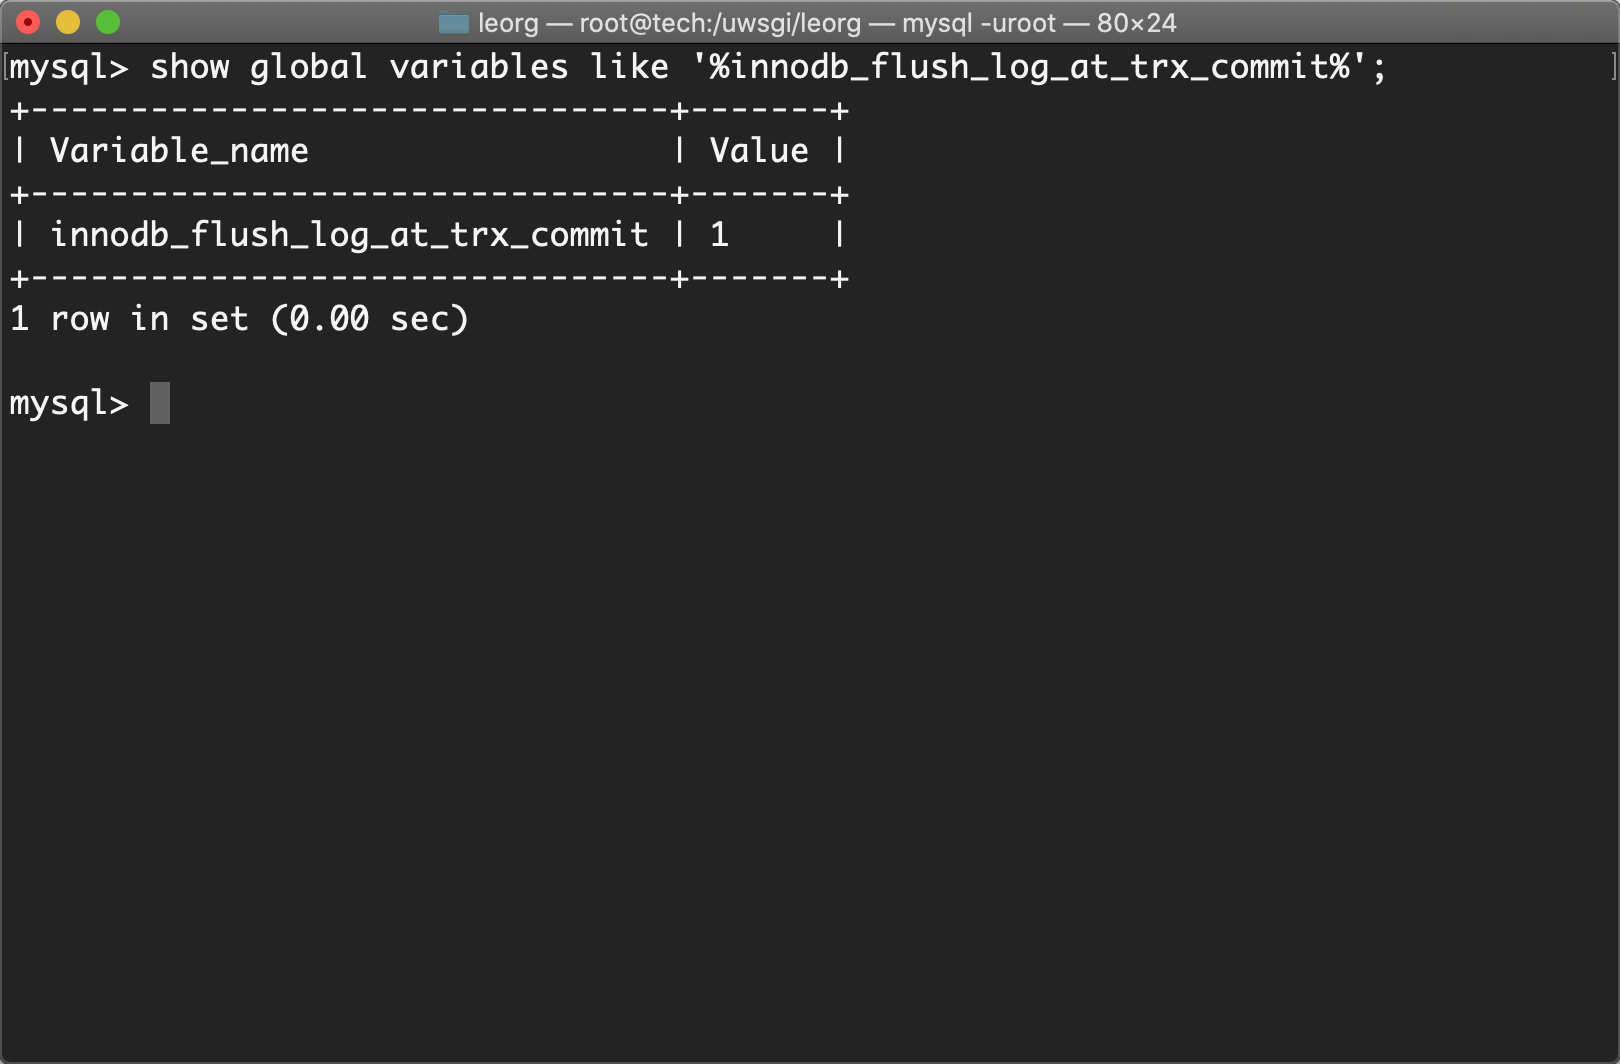 leorg — root@tech:/uwsgi/leorg — mysql -uroot — 80×24
mysql> show global variables like '%innodb_flush_log_at_trx_commit%';
+--------------------------------+-------+
| Variable_name                  | Value |
+--------------------------------+-------+
| innodb_flush_log_at_trx_commit | 1     |
+--------------------------------+-------+
1 row in set (0.00 sec)
mysql>